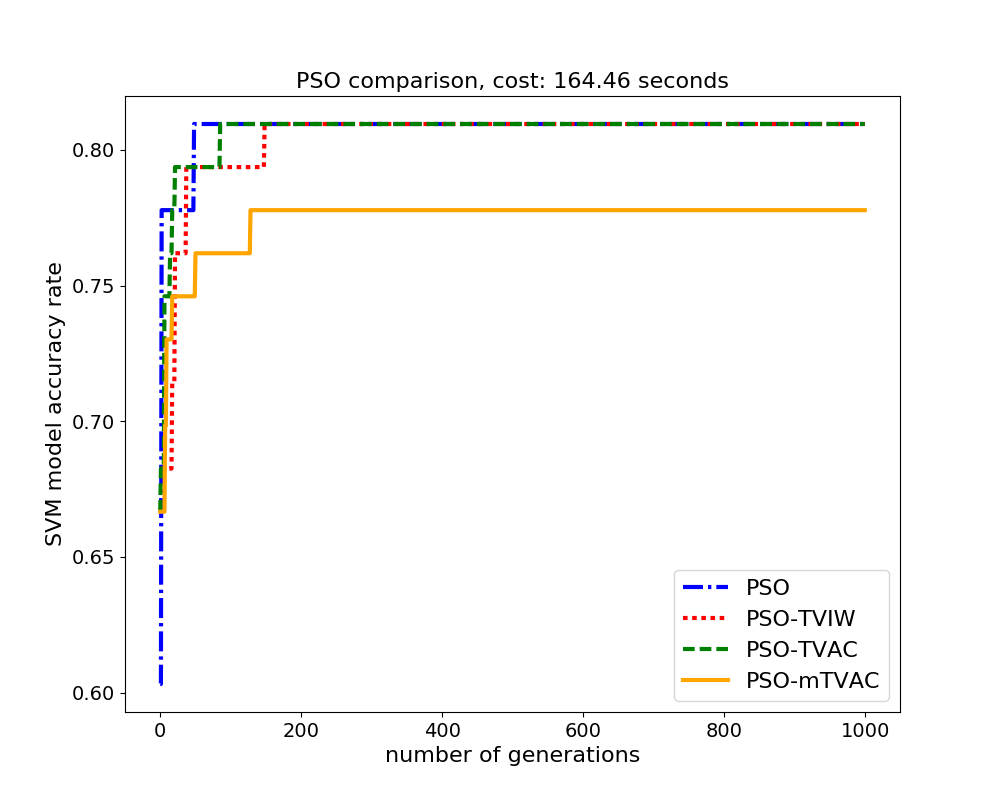 PSO comparison, cost: 164.46 seconds
SVM model accuracy rate
0.80
0.75
0.70
0.65
0.60
0 200 400 600 800 1000
number of generations
PSO
PSO-TVIW
PSO-TVAC
PSO-mTVAC